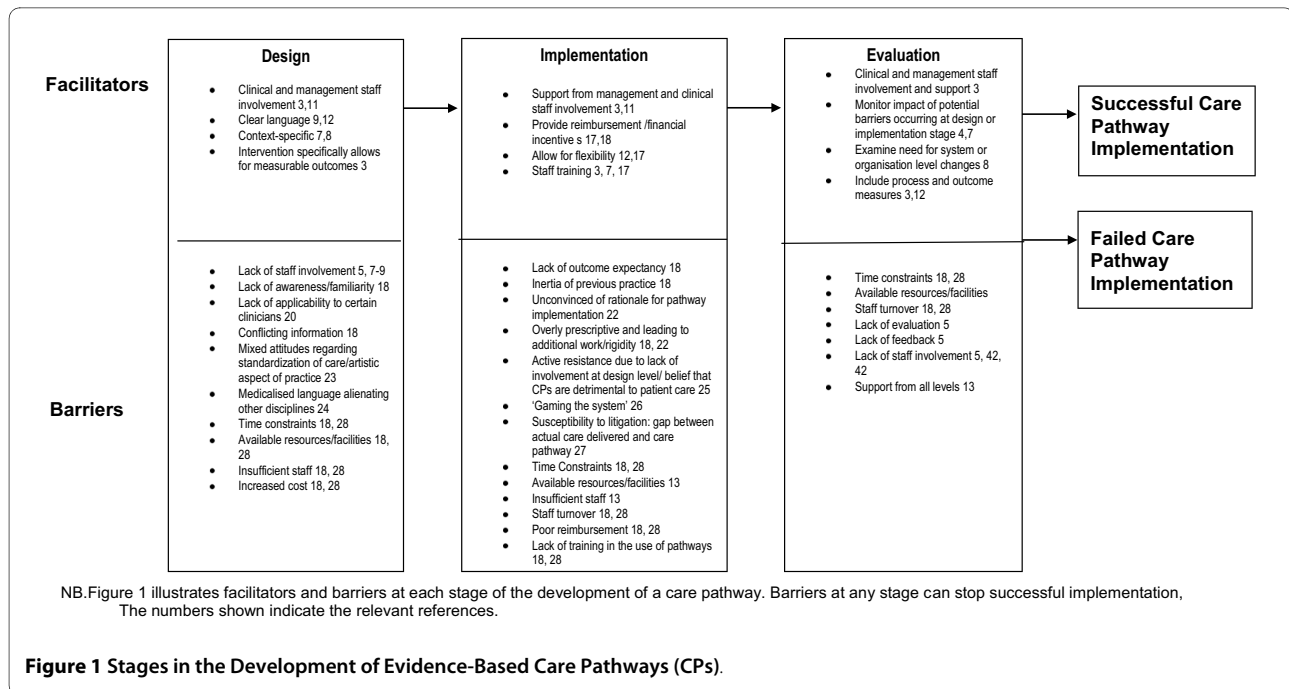 Facilitators
Design
● Clinical and management staff
involvement 3,11
● Clear language 9,12
● Context-specific 7,8
● Intervention specifically allows
for measurable outcomes 3
Implementation
● Support from management and clinical
staff involvement 3,11
● Provide reimbursement /financial
incentive s 17,18
● Allow for flexibility 12,17
● Staff training 3, 7, 17
Evaluation
● Clinical and management staff
involvement and support 3
● Monitor impact of potential
barriers occurring at design or
implementation stage 4,7
● Examine need for system or
organisation level changes 8
● Include process and outcome
measures 3,12
Successful Care
Pathway
Implementation
Barriers
● Lack of staff involvement 5, 7-9
● Lack of awareness/familiarity 18
● Lack of applicability to certain
clinicians 20
● Conflicting information 18
● Mixed attitudes regarding
standardization of care/artistic
aspect of practice 23
● Medicalised language alienating
other disciplines 24
● Time constraints 18, 28
● Available resources/facilities 18,
28
● Insufficient staff 18, 28
● Increased cost 18, 28
● Lack of outcome expectancy 18
● Inertia of previous practice 18
● Unconvinced of rationale for pathway
implementation 22
● Overly prescriptive and leading to
additional work/rigidity 18, 22
● Active resistance due to lack of
involvement at design level/ belief that
CPs are detrimental to patient care 25
● ‘Gaming the system’ 26
● Susceptibility to litigation: gap between
actual care delivered and care
pathway 27
● Time Constraints 18, 28
● Available resources/facilities 13
● Insufficient staff 13
● Staff turnover 18, 28
● Poor reimbursement 18, 28
● Lack of training in the use of pathways
18, 28
● Time constraints 18, 28
● Available resources/facilities
● Staff turnover 18, 28
● Lack of evaluation 5
● Lack of feedback 5
● Lack of staff involvement 5, 42,
42
● Support from all levels 13
Failed Care
Pathway
Implementation
NB.Figure 1 illustrates facilitators and barriers at each stage of the development of a care pathway. Barriers at any stage can stop successful implementation,
The numbers shown indicate the relevant references.
Figure 1 Stages in the Development of Evidence-Based Care Pathways (CPs).